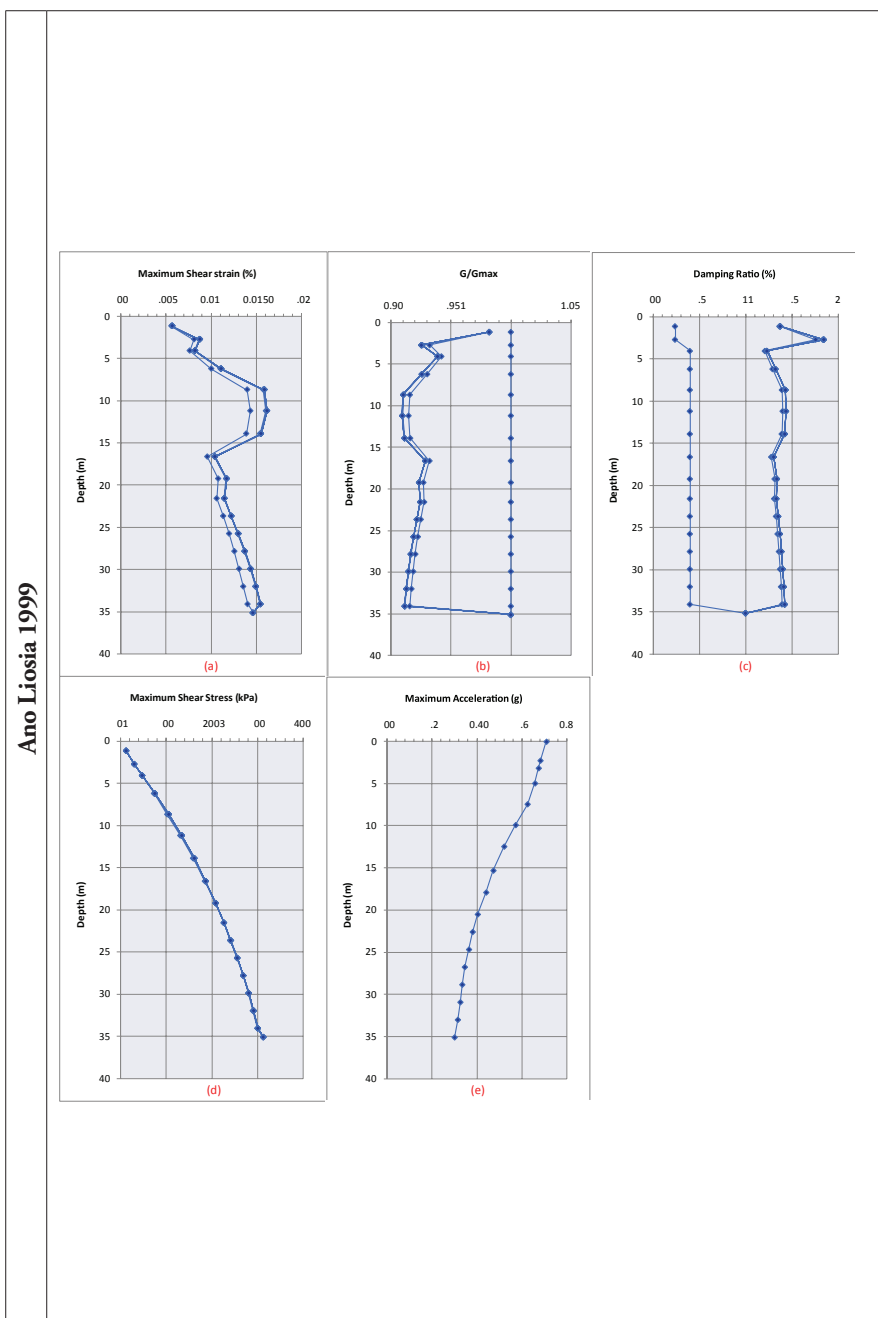 Ano Liosia 1999
Maximum Shear strain (%)
00 .005 0.01 0.0150 .02
0
5
10
15
20
25
30
35
40
Depth (m)
(a)
G/Gmax
0.90 0.951 1.05
0
5
10
15
20
25
30
35
40
Depth (m)
(b)
Damping Ratio (%)
00 .5 11 .5 2
0
5
10
15
20
25
30
35
40
Depth (m)
(c)
Maximum Shear Stress (kPa)
01 00 2003 00 400
0
5
10
15
20
25
30
35
40
Depth (m)
(d)
Maximum Acceleration (g)
00 .2 0.40 .6 0.8
0
5
10
15
20
25
30
35
40
Depth (m)
(e)